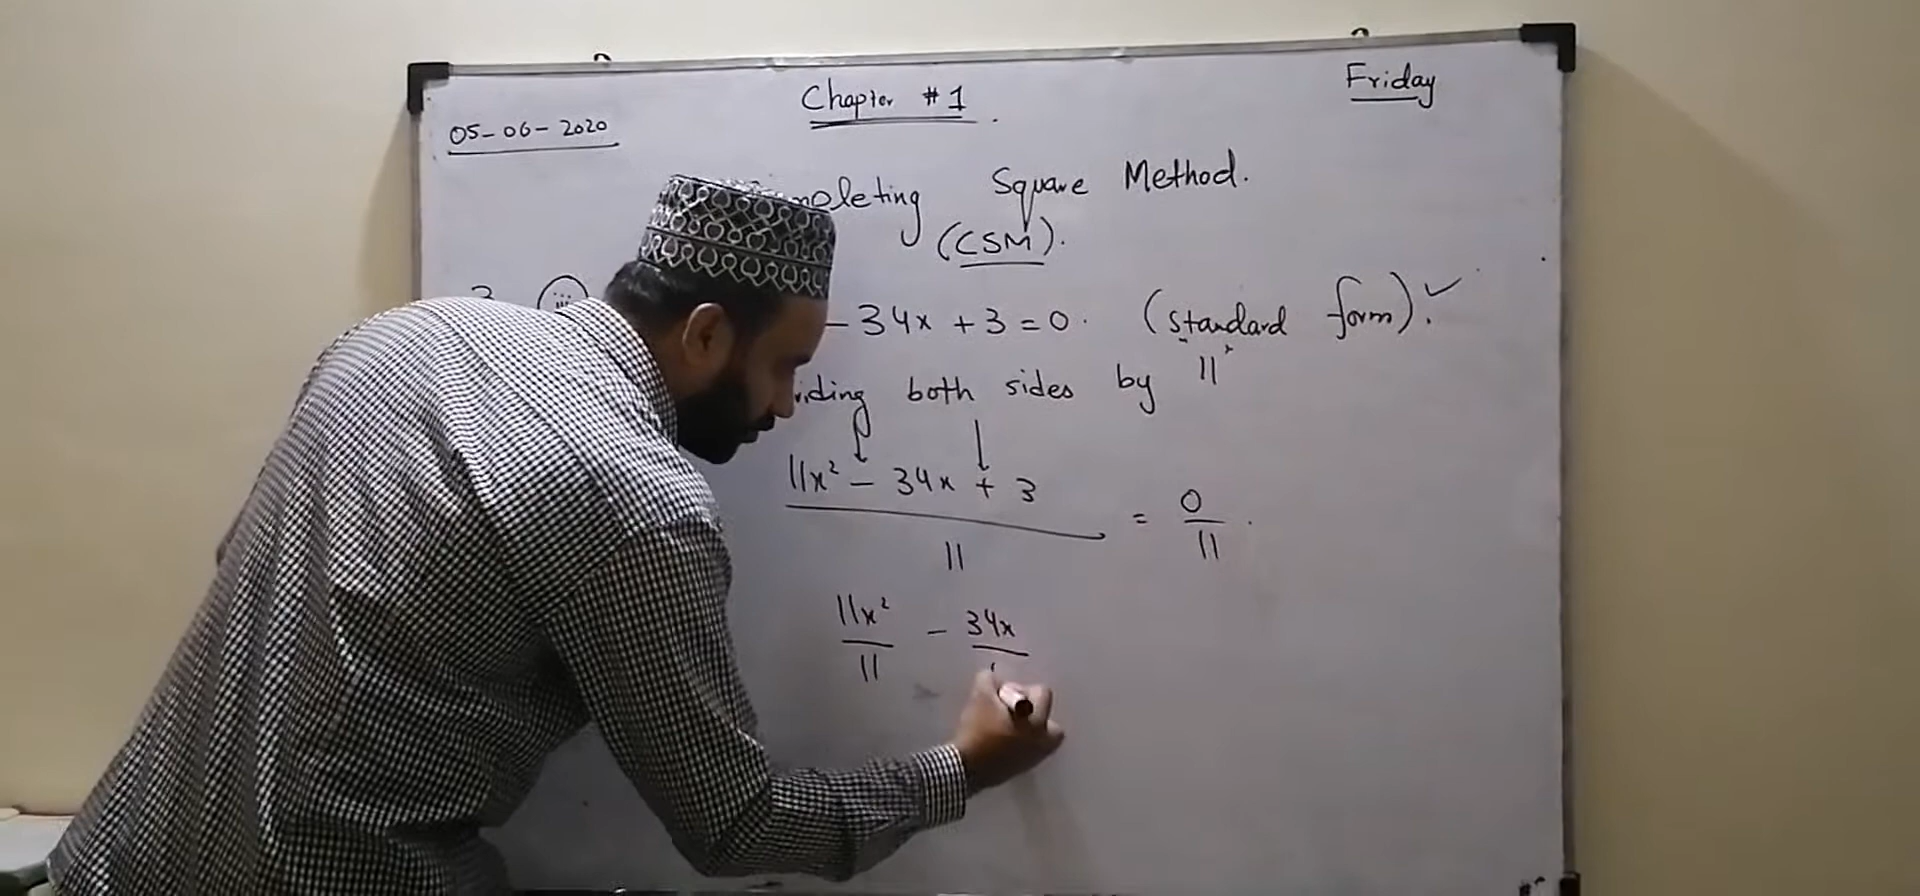 Chapter # 1
Friday
05-06-2020
Square Method.
(CSM).
- 34x + 3 = 0. (standard form). ✓
both sides by 11
11x² - 34x + 3 / 11 = 0 / 11.
11x² / 11 - 34x /